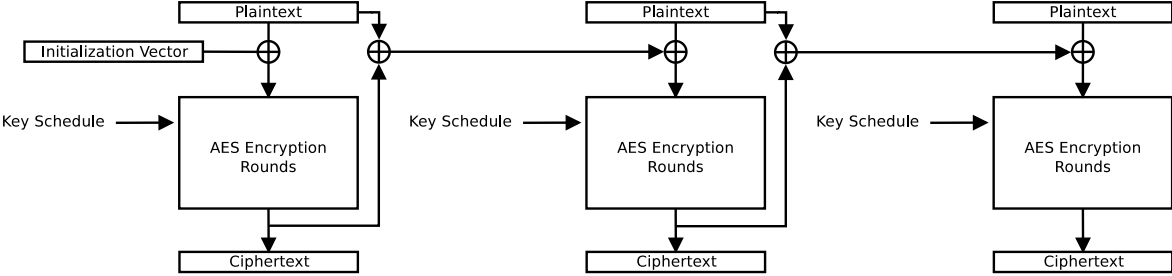 Plaintext
Plaintext
Plaintext
Initialization Vector
Key Schedule
Key Schedule
Key Schedule
AES Encryption
Rounds
AES Encryption
Rounds
AES Encryption
Rounds
Ciphertext
Ciphertext
Ciphertext